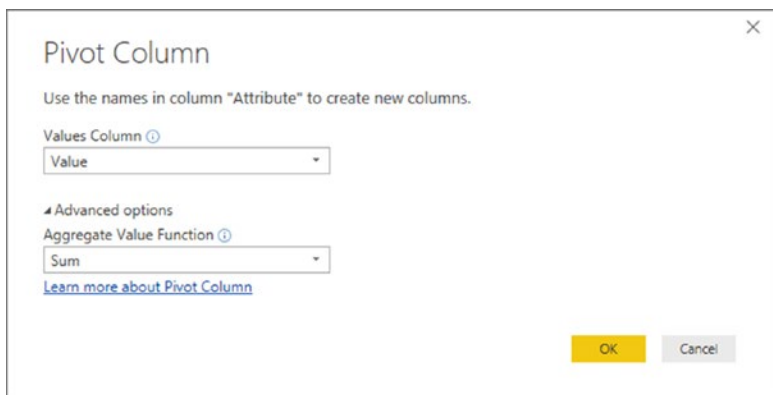 Pivot Column
Use the names in column "Attribute" to create new columns.
Values Column
Value
Advanced options
Aggregate Value Function
Sum
Learn more about Pivot Column
OK Cancel